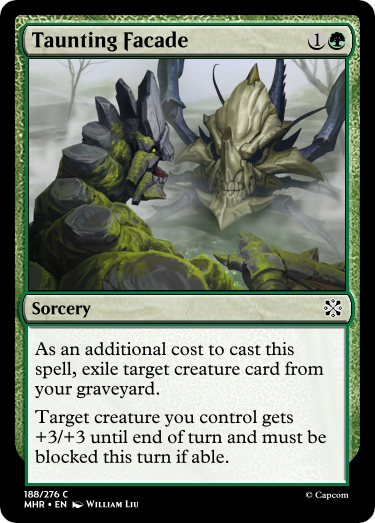 Taunting Facade 1
Sorcery
As an additional cost to cast this
spell, exile target creature card from
your graveyard.
Target creature you control gets
+3/+3 until end of turn and must be
blocked this turn if able.
188/276 C
MHR • EN William Liu
© Capcom